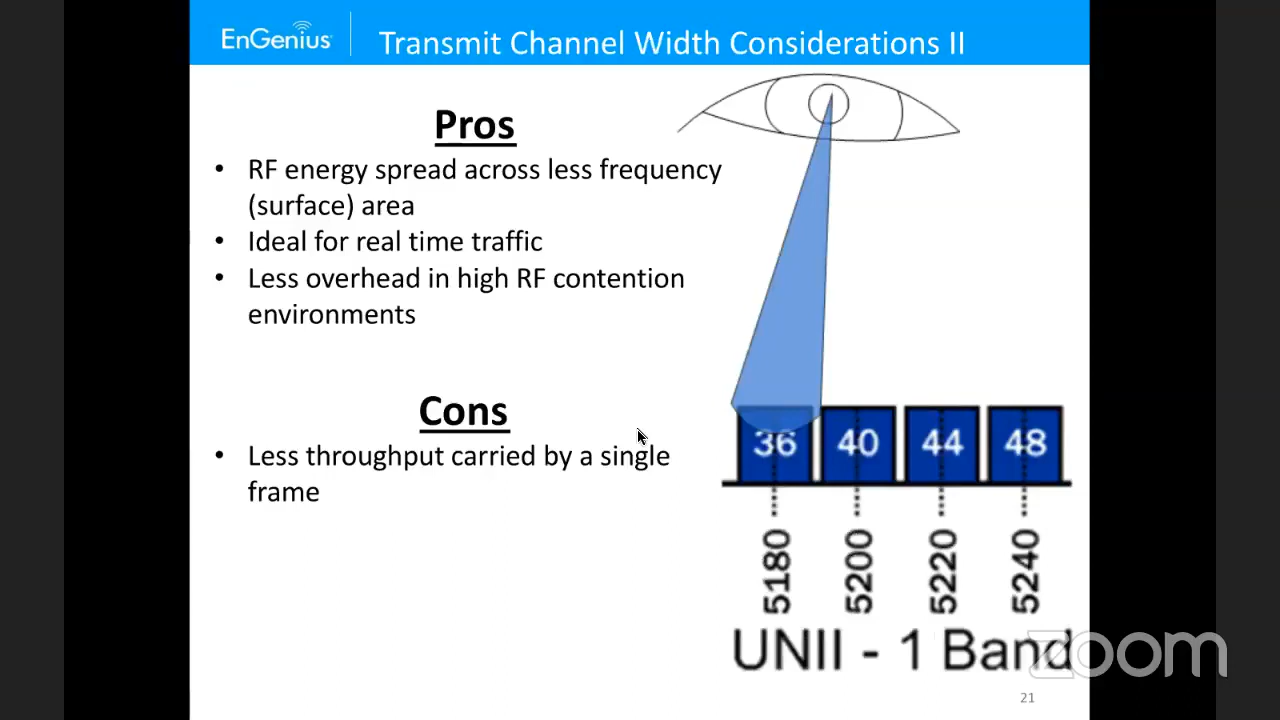 EnGenius
Transmit Channel Width Considerations II
Pros
• RF energy spread across less frequency
(surface) area
• Ideal for real time traffic
• Less overhead in high RF contention
environments
Cons
• Less throughput carried by a single
frame
36 40 44 48
5180 5200 5220 5240
UNII - 1 Band
zoom
21